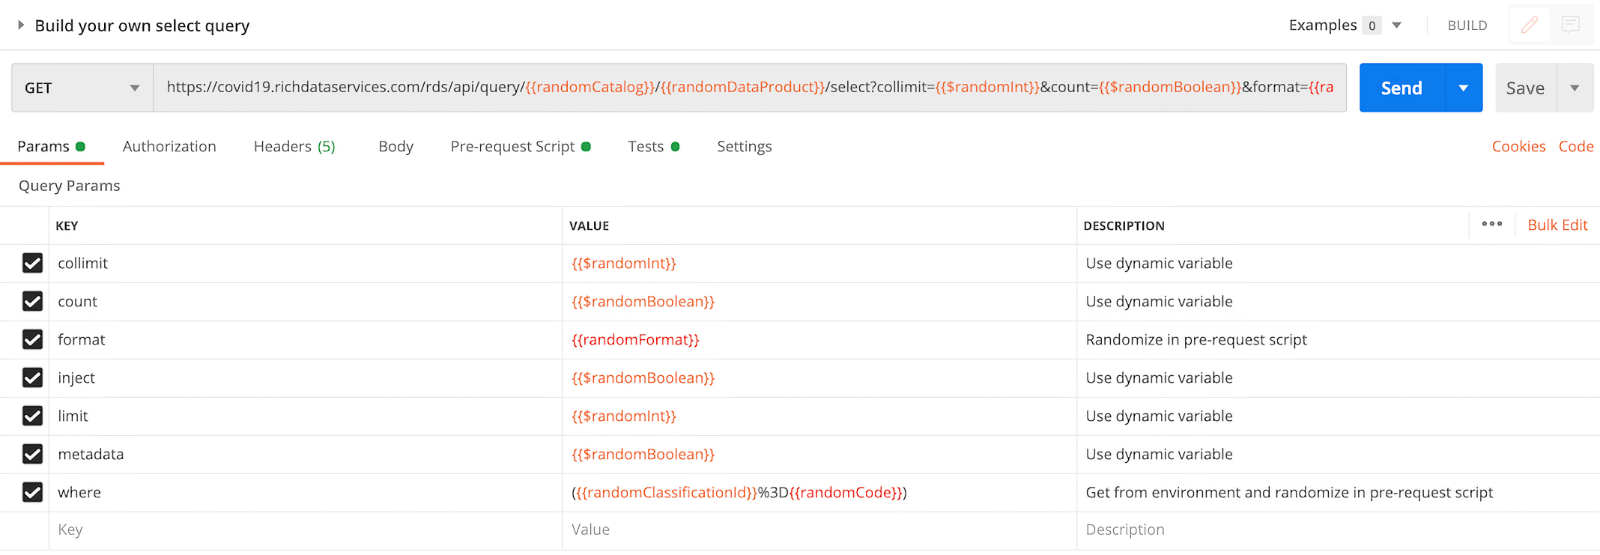 Build your own select query Examples 0 BUILD
GET https://covid19.richdataservices.com/rds/api/query/{{randomCatalog}}/{{randomDataProduct}}/select?collimit={{$randomInt}}&count={{$randomBoolean}}&format={{ra Send Save
Params Authorization Headers (5) Body Pre-request Script Tests Settings Cookies Code
Query Params
KEY VALUE DESCRIPTION ••• Bulk Edit
collimit {{$randomInt}} Use dynamic variable
count {{$randomBoolean}} Use dynamic variable
format {{randomFormat}} Randomize in pre-request script
inject {{$randomBoolean}} Use dynamic variable
limit {{$randomInt}} Use dynamic variable
metadata {{$randomBoolean}} Use dynamic variable
where ({{randomClassificationId}}%3D{{randomCode}}) Get from environment and randomize in pre-request script
Key Value Description